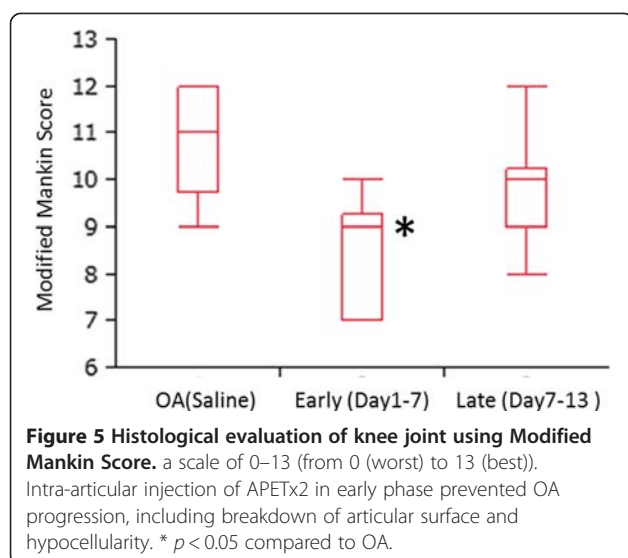 13
12
11
10
9
8
7
6
Modified Mankin Score
*
OA(Saline) Early (Day1-7) Late (Day7-13 )
Figure 5 Histological evaluation of knee joint using Modified
Mankin Score. a scale of 0–13 (from 0 (worst) to 13 (best)).
Intra-articular injection of APETx2 in early phase prevented OA
progression, including breakdown of articular surface and
hypocellularity. * p < 0.05 compared to OA.